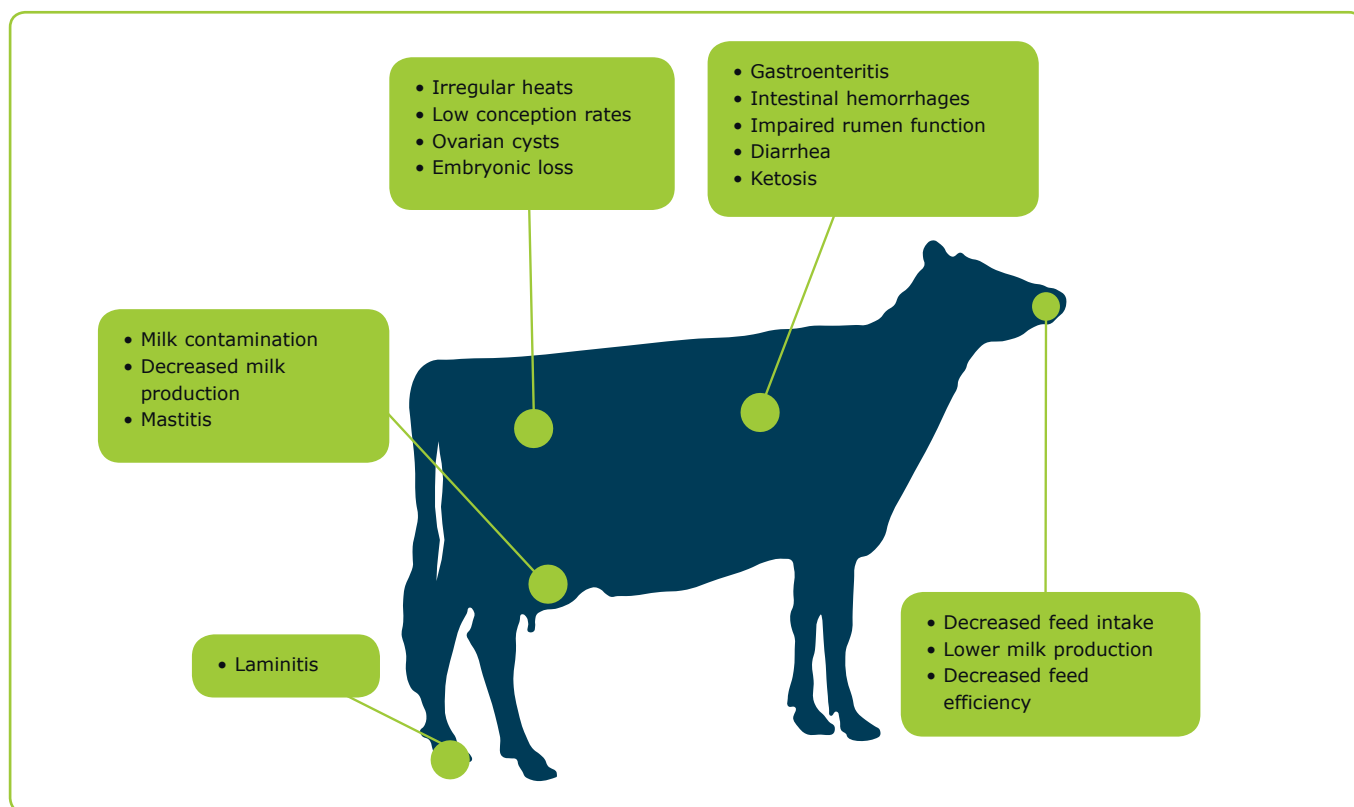 • Irregular heats
• Low conception rates
• Ovarian cysts
• Embryonic loss
• Gastroenteritis
• Intestinal hemorrhages
• Impaired rumen function
• Diarrhea
• Ketosis
• Milk contamination
• Decreased milk
production
• Mastitis
• Laminitis
• Decreased feed intake
• Lower milk production
• Decreased feed
efficiency